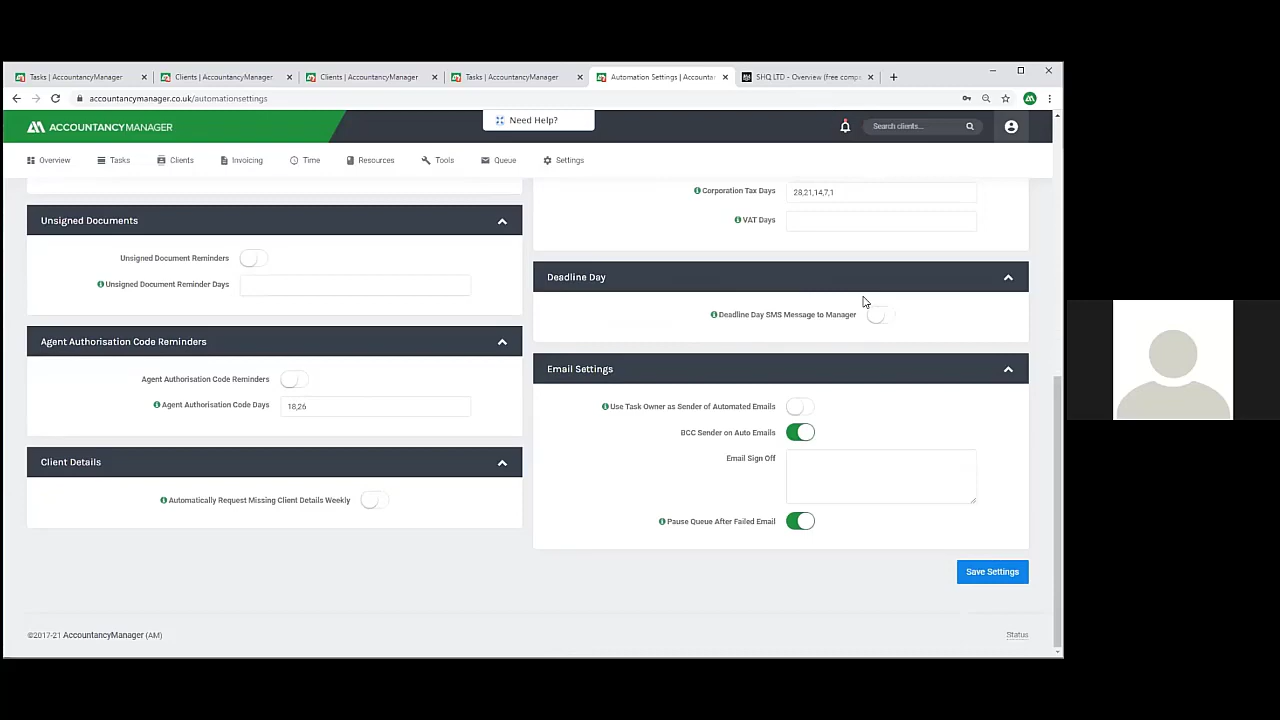 Tasks | AccountancyManager
Clients | AccountancyManager
Clients | AccountancyManager
Tasks | AccountancyManager
Automation Settings | Accountan
SHQ LTD - Overview (free compa
accountancymanager.co.uk/automationsettings
ACCOUNTANCYMANAGER
Need Help?
Search clients...
Overview
Tasks
Clients
Invoicing
Time
Resources
Tools
Queue
Settings
Corporation Tax Days
28,21,14,7,1
VAT Days
Unsigned Documents
Unsigned Document Reminders
Unsigned Document Reminder Days
Deadline Day
Deadline Day SMS Message to Manager
Agent Authorisation Code Reminders
Agent Authorisation Code Reminders
Agent Authorisation Code Days
18,26
Email Settings
Use Task Owner as Sender of Automated Emails
BCC Sender on Auto Emails
Email Sign Off
Pause Queue After Failed Email
Client Details
Automatically Request Missing Client Details Weekly
Save Settings
©2017-21 AccountancyManager (AM)
Status